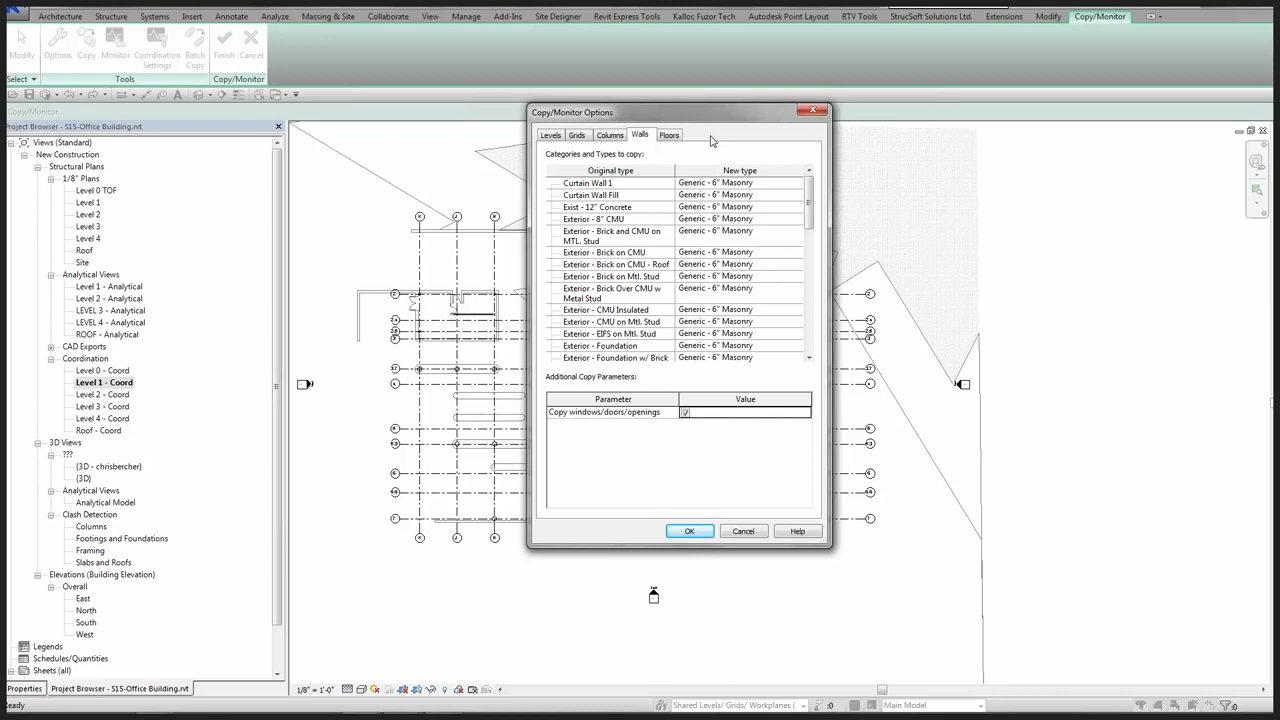 Architecture Structure Systems Insert Annotate Analyze Massing & Site Collaborate View Manage Add-Ins Site Designer Revit Express Tools Kalloc Fuzor Tech Autodesk Point Layout RTV Tools StrucSoft Solutions Ltd. Extensions Modify Copy/Monitor
Modify Options Copy Monitor Coordination Settings Batch Copy Finish Cancel
Select Tools Copy/Monitor
Copy/Monitor
Project Browser - S15-Office Building.rvt
Views (Standard)
New Construction
Structural Plans
1/8" Plans
Level 0 TOF
Level 1
Level 2
Level 3
Level 4
Roof
Site
Analytical Views
Level 1 - Analytical
Level 2 - Analytical
LEVEL 3 - Analytical
LEVEL 4 - Analytical
ROOF - Analytical
CAD Exports
Coordination
Level 0 - Coord
Level 1 - Coord
Level 2 - Coord
Level 3 - Coord
Level 4 - Coord
Roof - Coord
3D Views
???
{3D - chrisbercher}
{3D}
Analytical Views
Analytical Model
Clash Detection
Columns
Footings and Foundations
Framing
Slabs and Roofs
Elevations (Building Elevation)
Overall
East
North
South
West
Legends
Schedules/Quantities
Sheets (all)
Properties Project Browser - S15-Office Building.rvt
Copy/Monitor Options
Levels Grids Columns Walls Floors
Categories and Types to copy:
Original type New type
Curtain Wall 1 Generic - 6" Masonry
Curtain Wall Fill Generic - 6" Masonry
Exist - 12" Concrete Generic - 6" Masonry
Exterior - 8" CMU Generic - 6" Masonry
Exterior - Brick and CMU on Generic - 6" Masonry
MTL. Stud
Exterior - Brick on CMU Generic - 6" Masonry
Exterior - Brick on CMU - Roof Generic - 6" Masonry
Exterior - Brick on Mtl. Stud Generic - 6" Masonry
Exterior - Brick Over CMU w Generic - 6" Masonry
Metal Stud
Exterior - CMU Insulated Generic - 6" Masonry
Exterior - CMU on Mtl. Stud Generic - 6" Masonry
Exterior - EIFS on Mtl. Stud Generic - 6" Masonry
Exterior - Foundation Generic - 6" Masonry
Exterior - Foundation w/ Brick Generic - 6" Masonry
Additional Copy Parameters:
Parameter Value
Copy windows/doors/openings
OK Cancel Help
1/8" = 1'-0"
Ready
Shared Levels/ Grids/ Workplanes ( :0 Main Model :0